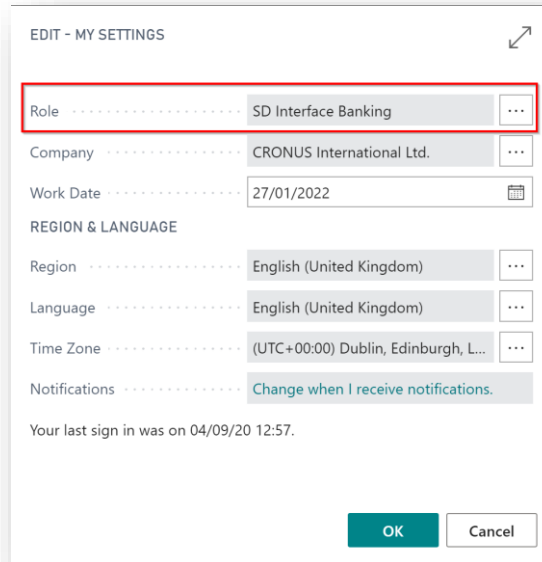 EDIT - MY SETTINGS
Role SD Interface Banking
Company CRONUS International Ltd.
Work Date 27/01/2022
REGION & LANGUAGE
Region English (United Kingdom)
Language English (United Kingdom)
Time Zone (UTC+00:00) Dublin, Edinburgh, L...
Notifications Change when I receive notifications.
Your last sign in was on 04/09/20 12:57.
OK Cancel